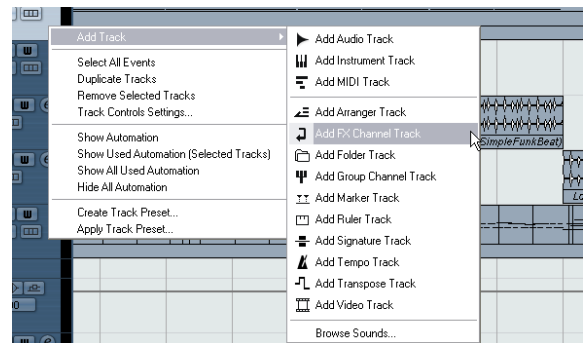 Add Track
Select All Events
Duplicate Tracks
Remove Selected Tracks
Track Controls Settings...
Show Automation
Show Used Automation (Selected Tracks)
Show All Used Automation
Hide All Automation
Create Track Preset...
Apply Track Preset...
Add Audio Track
Add Instrument Track
Add MIDI Track
Add Arranger Track
Add FX Channel Track
Add Folder Track
Add Group Channel Track
Add Marker Track
Add Ruler Track
Add Signature Track
Add Tempo Track
Add Transpose Track
Add Video Track
Browse Sounds...
SimpleFunkBeat)